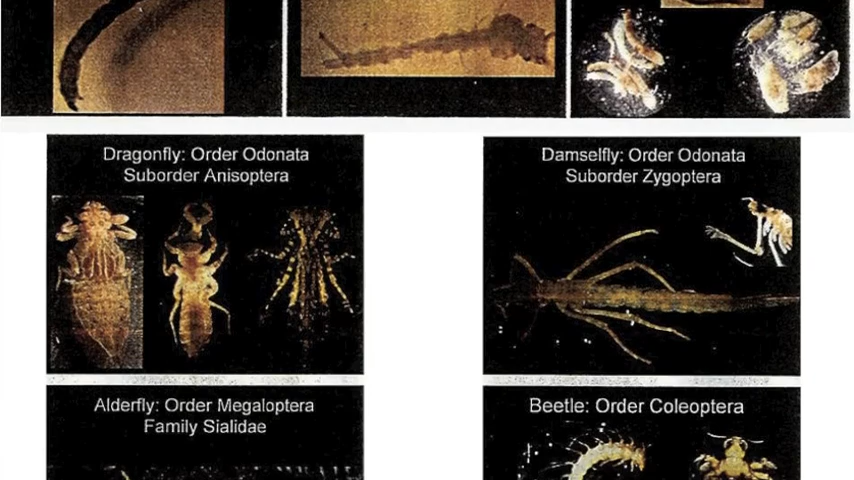 Dragonfly: Order Odonata
Suborder Anisoptera
Damselfly: Order Odonata
Suborder Zygoptera
Alderfly: Order Megaloptera
Family Sialidae
Beetle: Order Coleoptera